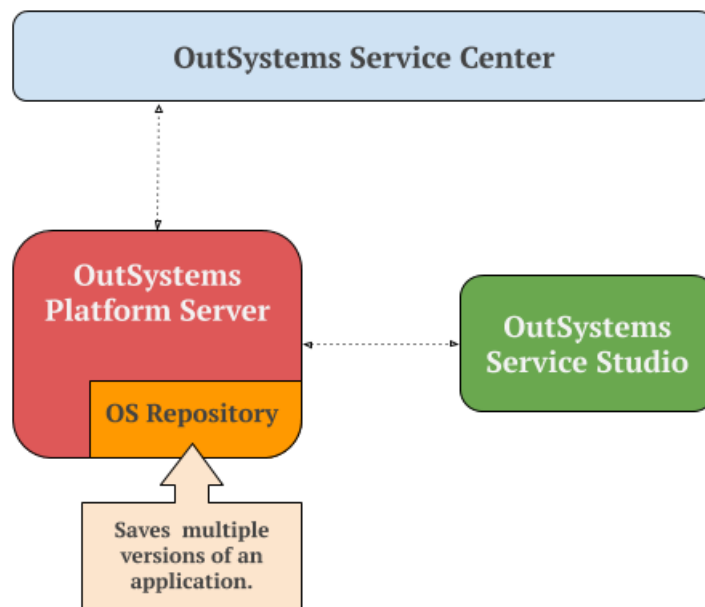 OutSystems Service Center
OutSystems
Platform Server
OutSystems
Service Studio
OS Repository
Saves multiple
versions of an
application.